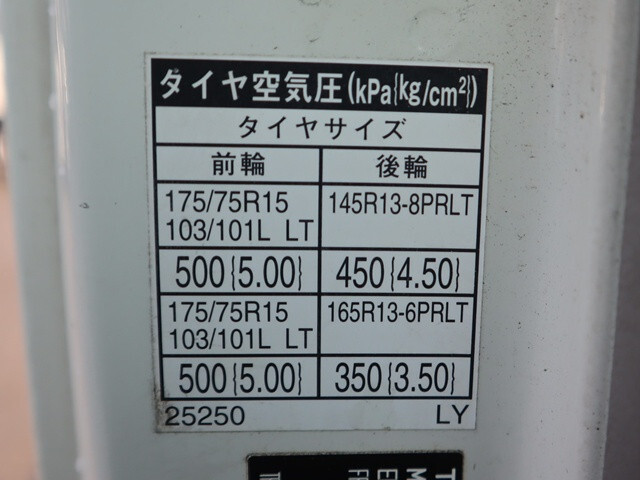 タイヤ空気圧(kPa{kg/cm²})
タイヤサイズ
前輪 後輪
175/75R15 145R13-8PRLT
103/101L LT
500{5.00} 450{4.50}
175/75R15 165R13-6PRLT
103/101L LT
500{5.00} 350{3.50}
25250 LY